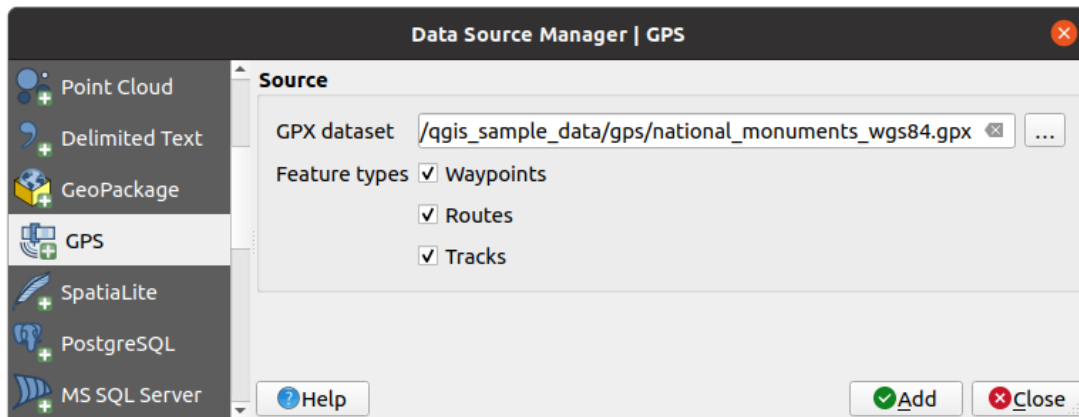 Data Source Manager | GPS
Point Cloud
Delimited Text
GeoPackage
GPS
SpatiaLite
PostgreSQL
MS SQL Server
Source
GPX dataset /qgis_sample_data/gps/national_monuments_wgs84.gpx ...
Feature types Waypoints
Routes
Tracks
Help Add Close